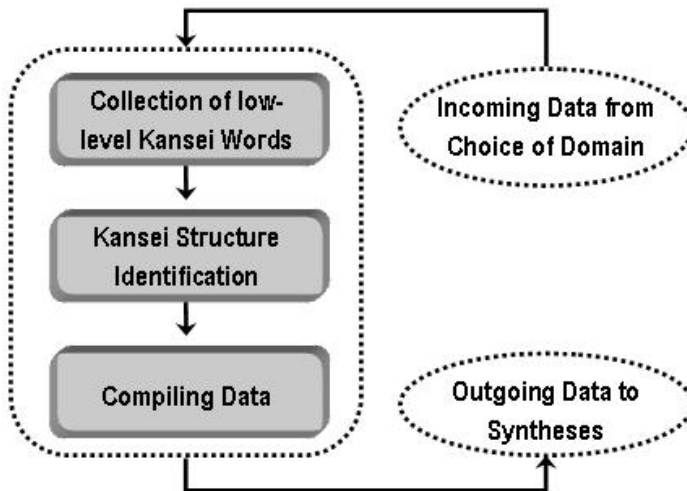 Collection of low-
level Kansei Words
Kansei Structure
Identification
Compiling Data
Incoming Data from
Choice of Domain
Outgoing Data to
Syntheses